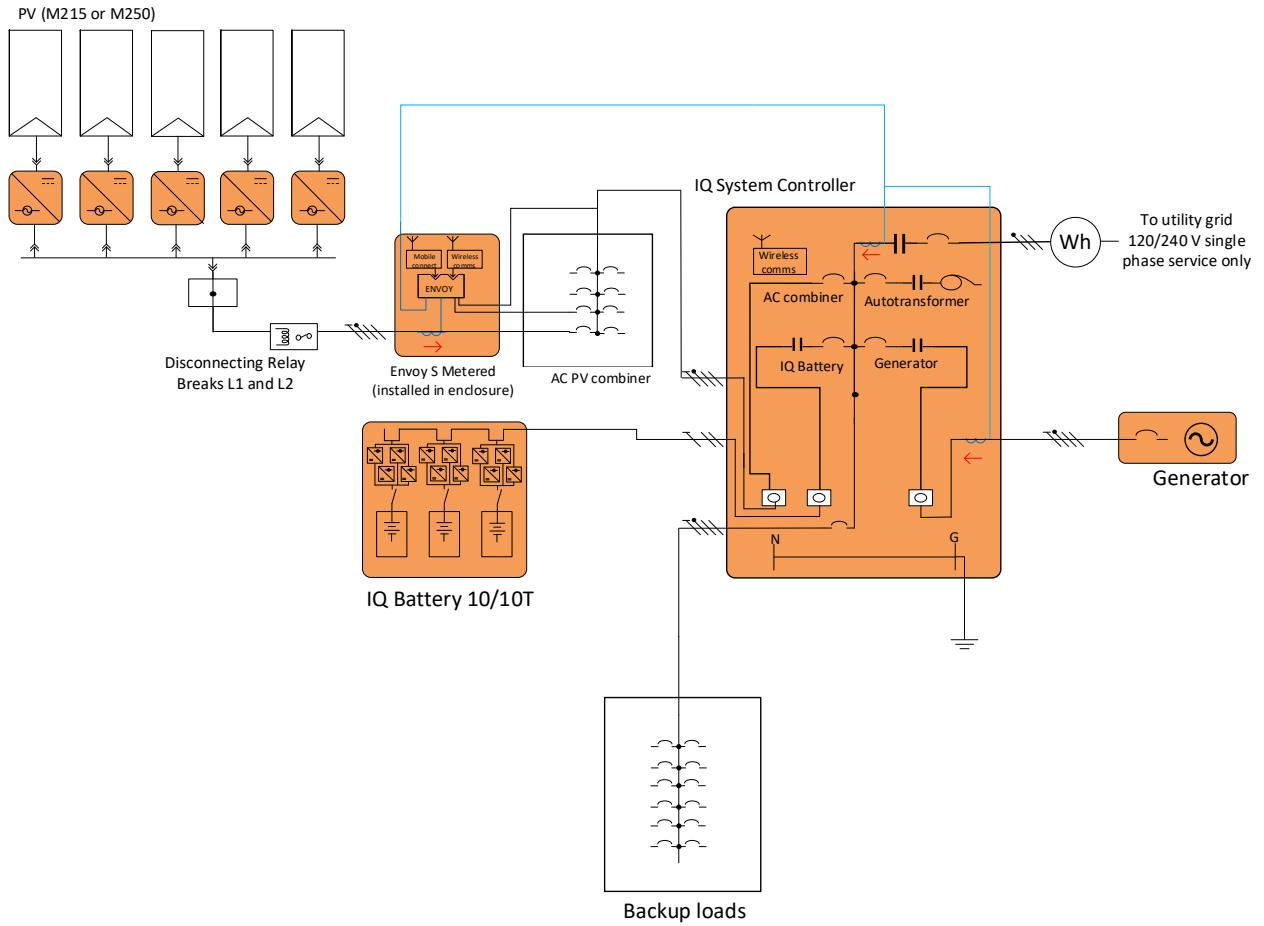 PV (M215 or M250)
IQ System Controller
To utility grid
120/240 V single
phase service only
Wh
Mobile
connect
Wireless
comms
ENVOY
Wireless
comms
AC combiner
Autotransformer
Disconnecting Relay
Breaks L1 and L2
Envoy S Metered
(installed in enclosure)
AC PV combiner
IQ Battery
Generator
Generator
N
G
IQ Battery 10/10T
Backup loads